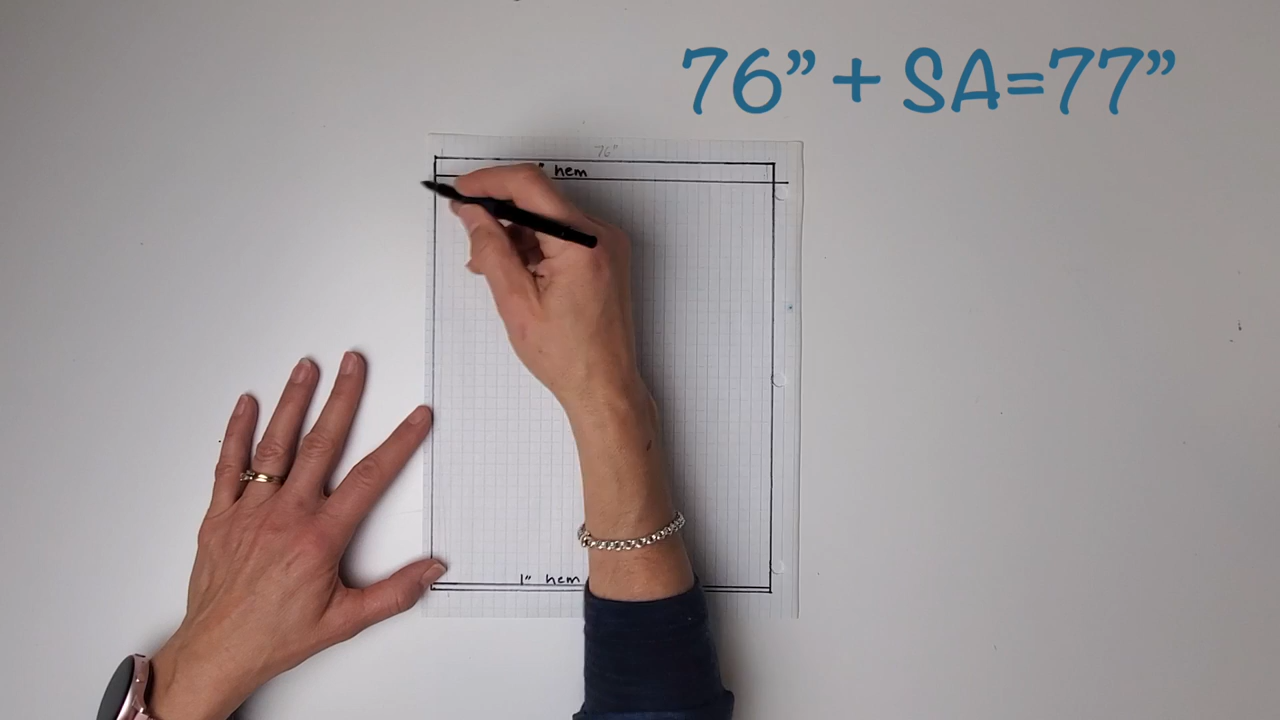 76” + SA=77”
76"
" hem
1" hem